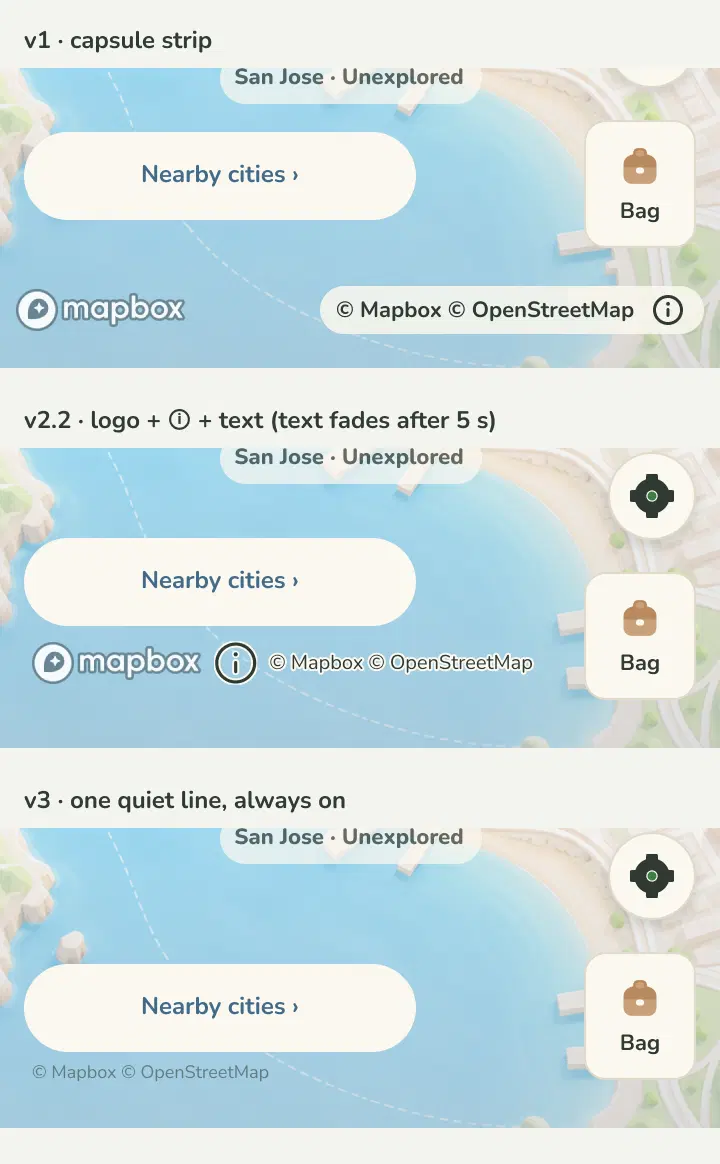 v1 · capsule strip
San Jose · Unexplored
Nearby cities ›
Bag
mapbox
© Mapbox © OpenStreetMap ⓘ
v2.2 · logo + ⓘ + text (text fades after 5 s)
San Jose · Unexplored
Nearby cities ›
mapbox ⓘ © Mapbox © OpenStreetMap
Bag
v3 · one quiet line, always on
San Jose · Unexplored
Nearby cities ›
Bag
© Mapbox © OpenStreetMap